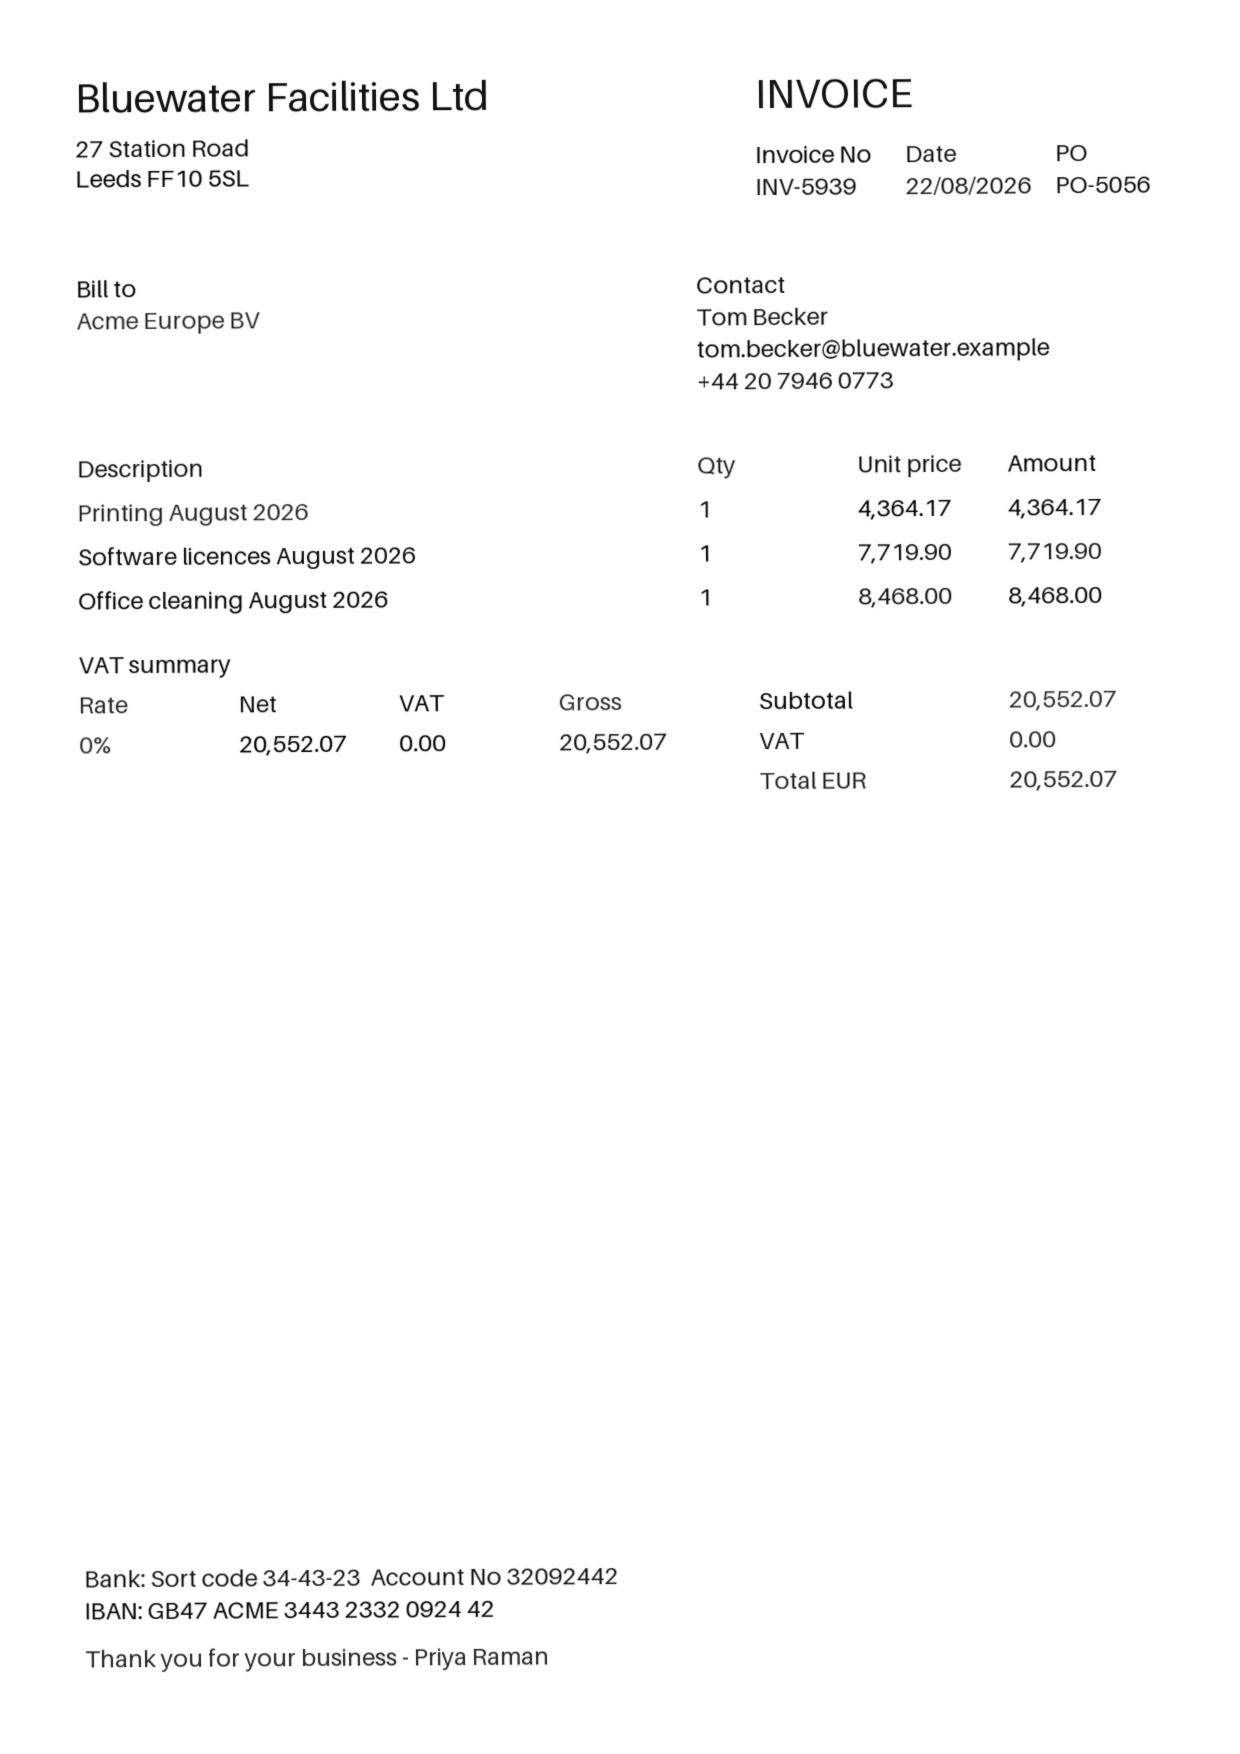 Bluewater Facilities Ltd
27 Station Road
Leeds FF10 5SL
INVOICE
Invoice No Date PO
INV-5939 22/08/2026 PO-5056
Bill to
Acme Europe BV
Contact
Tom Becker
tom.becker@bluewater.example
+44 20 7946 0773
Description Qty Unit price Amount
Printing August 2026 1 4,364.17 4,364.17
Software licences August 2026 1 7,719.90 7,719.90
Office cleaning August 2026 1 8,468.00 8,468.00
VAT summary
Rate Net VAT Gross
0% 20,552.07 0.00 20,552.07
Subtotal 20,552.07
VAT 0.00
Total EUR 20,552.07
Bank: Sort code 34-43-23 Account No 32092442
IBAN: GB47 ACME 3443 2332 0924 42
Thank you for your business - Priya Raman